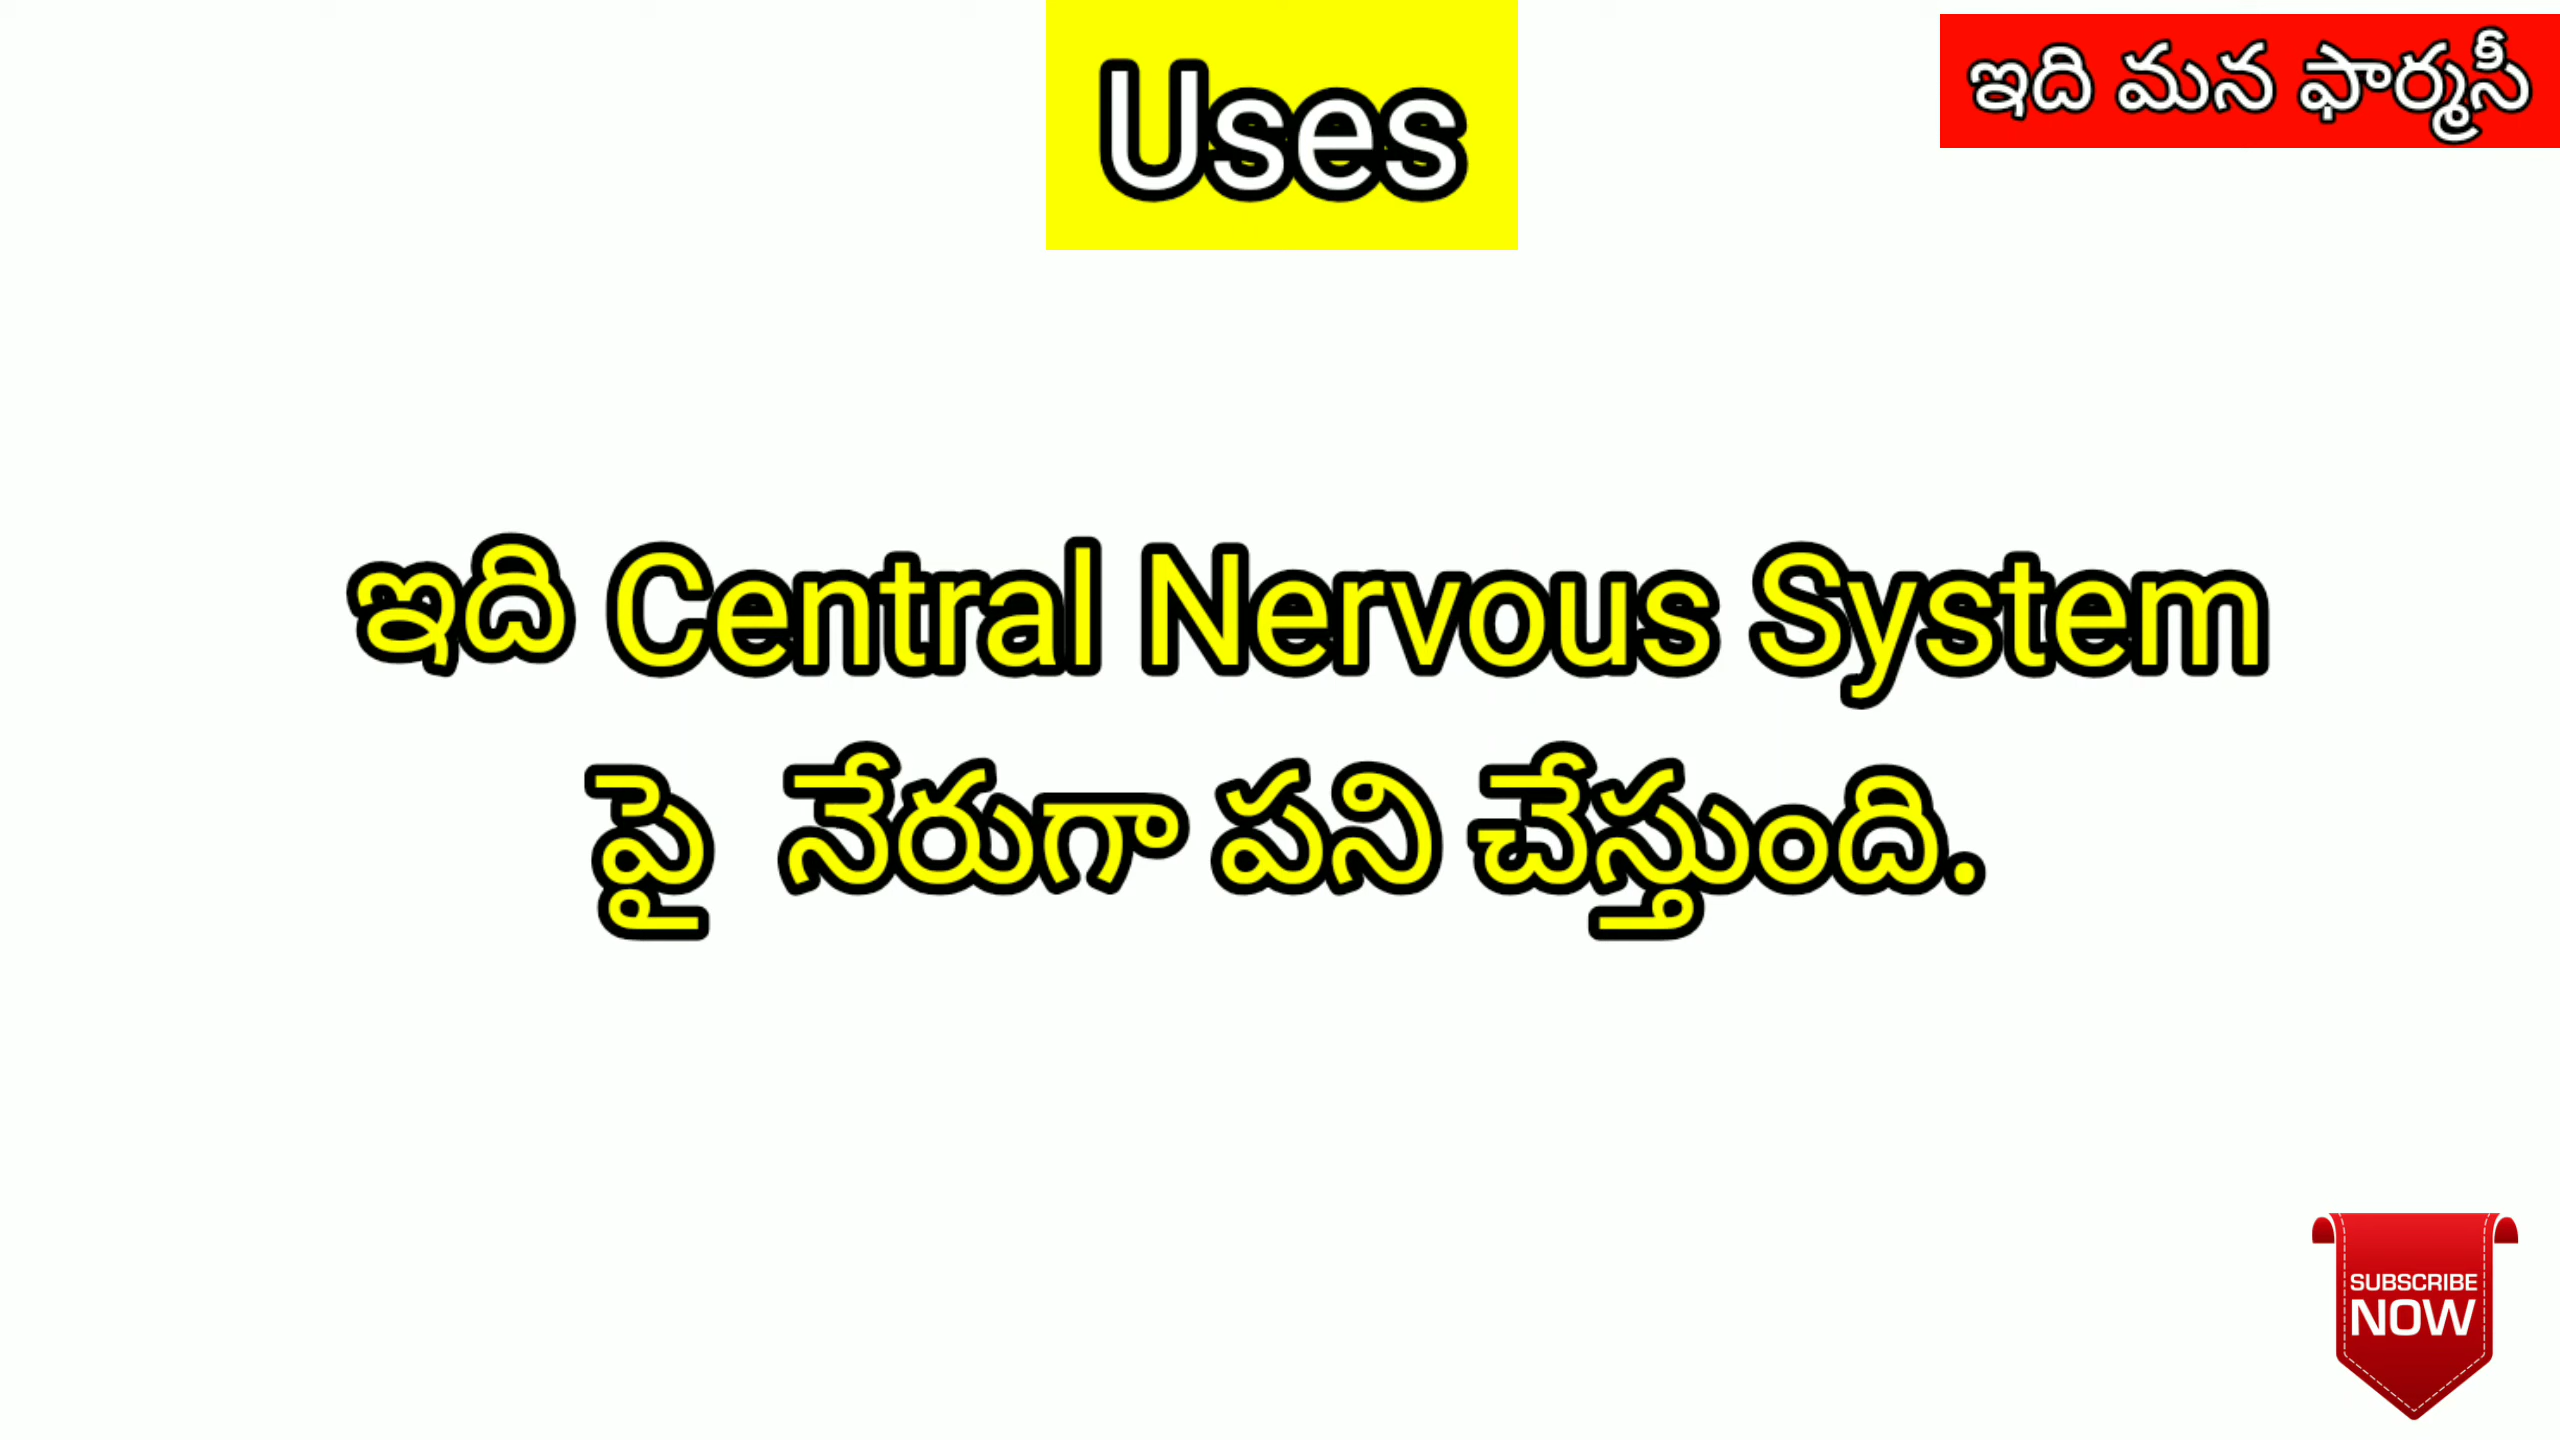 Uses
ఇది మన ఫార్మసీ
ఇది Central Nervous System
పై నేరుగా పని చేస్తుంది.
SUBSCRIBE
NOW